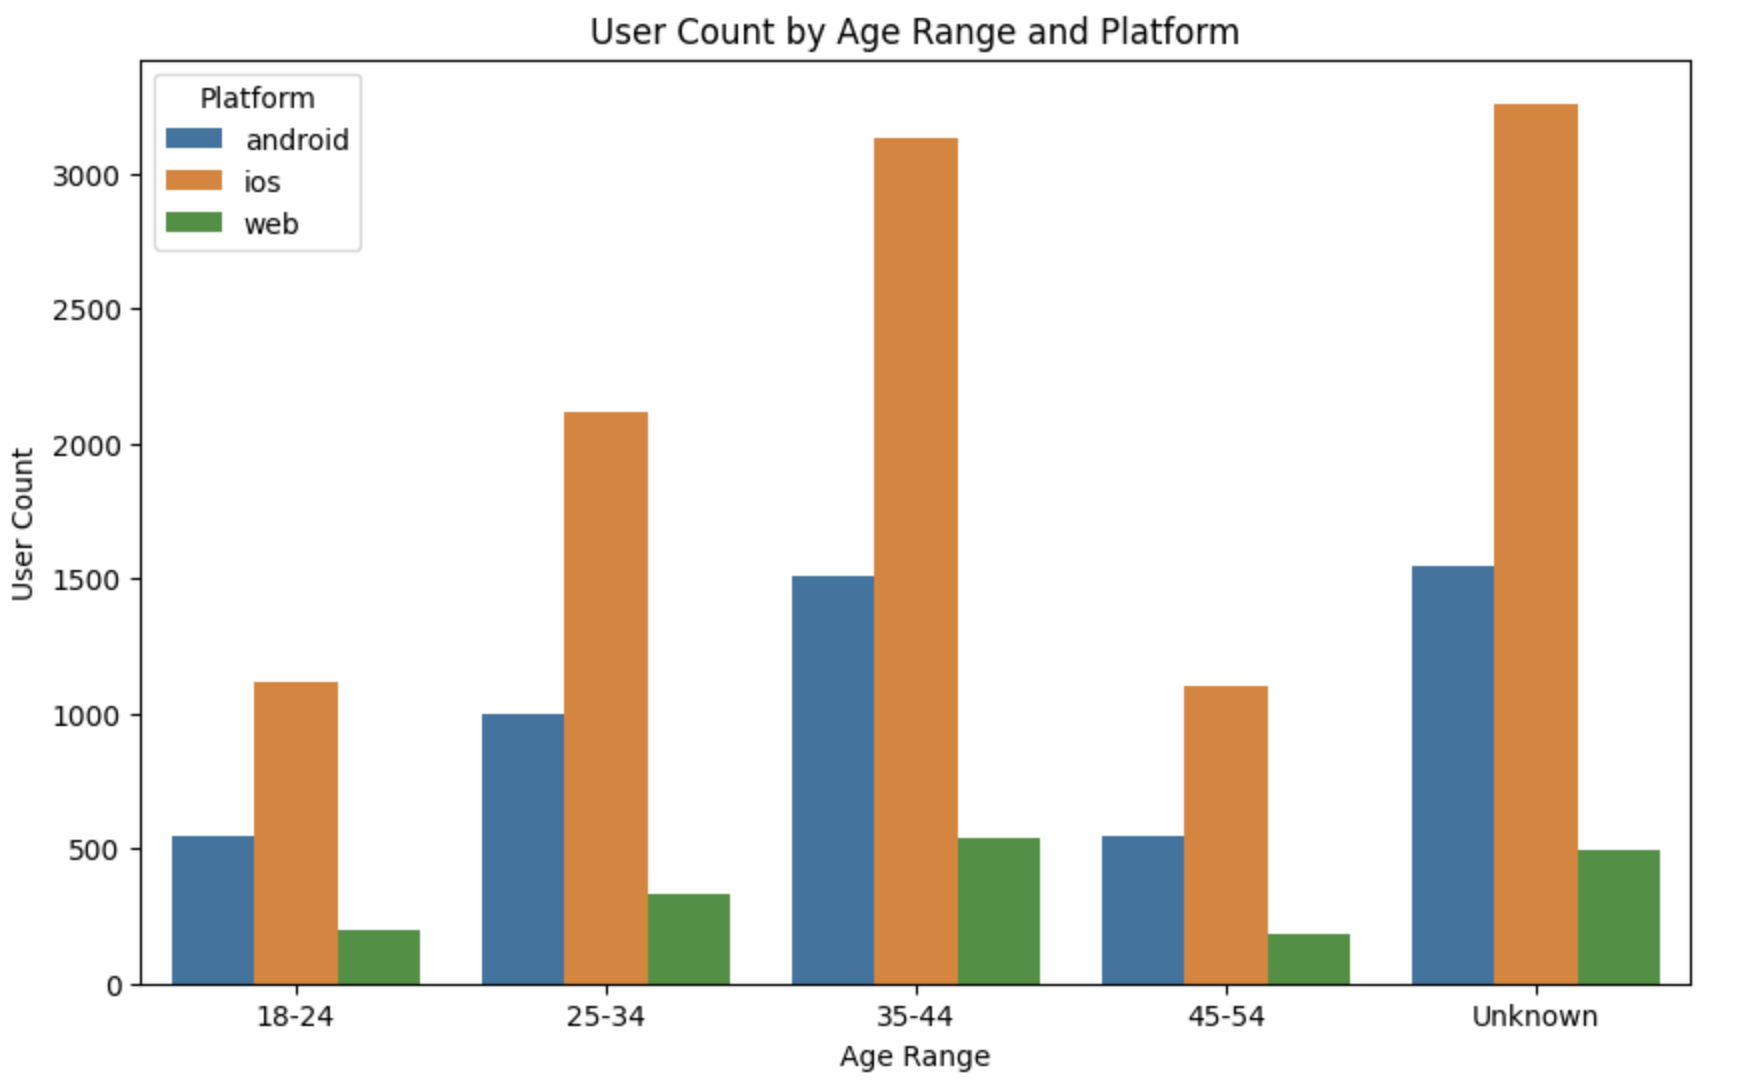 User Count by Age Range and Platform
Platform
android
ios
web
3000
2500
2000
1500
1000
500
0
User Count
18-24 25-34 35-44 45-54 Unknown
Age Range